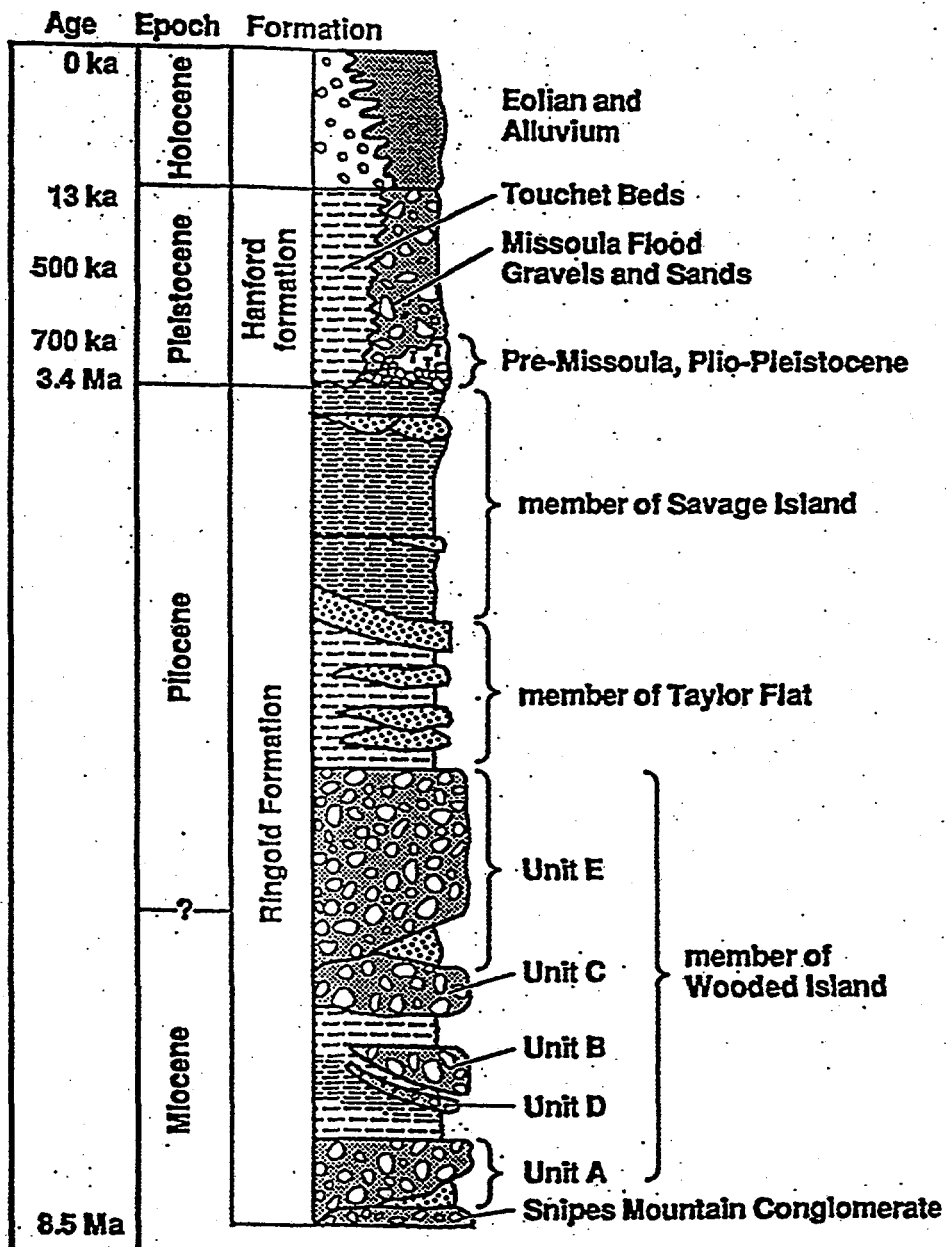 Age Epoch Formation
0 ka
Holocene
Eolian and
Alluvium
13 ka
Pleistocene
Hanford
formation
Touchet Beds
500 ka
Missoula Flood
Gravels and Sands
700 ka
Pre-Missoula, Plio-Pleistocene
3.4 Ma
member of Savage Island
Pliocene
Ringold Formation
member of Taylor Flat
Unit E
?
Unit C
member of
Wooded Island
Miocene
Unit B
Unit D
Unit A
Snipes Mountain Conglomerate
8.5 Ma